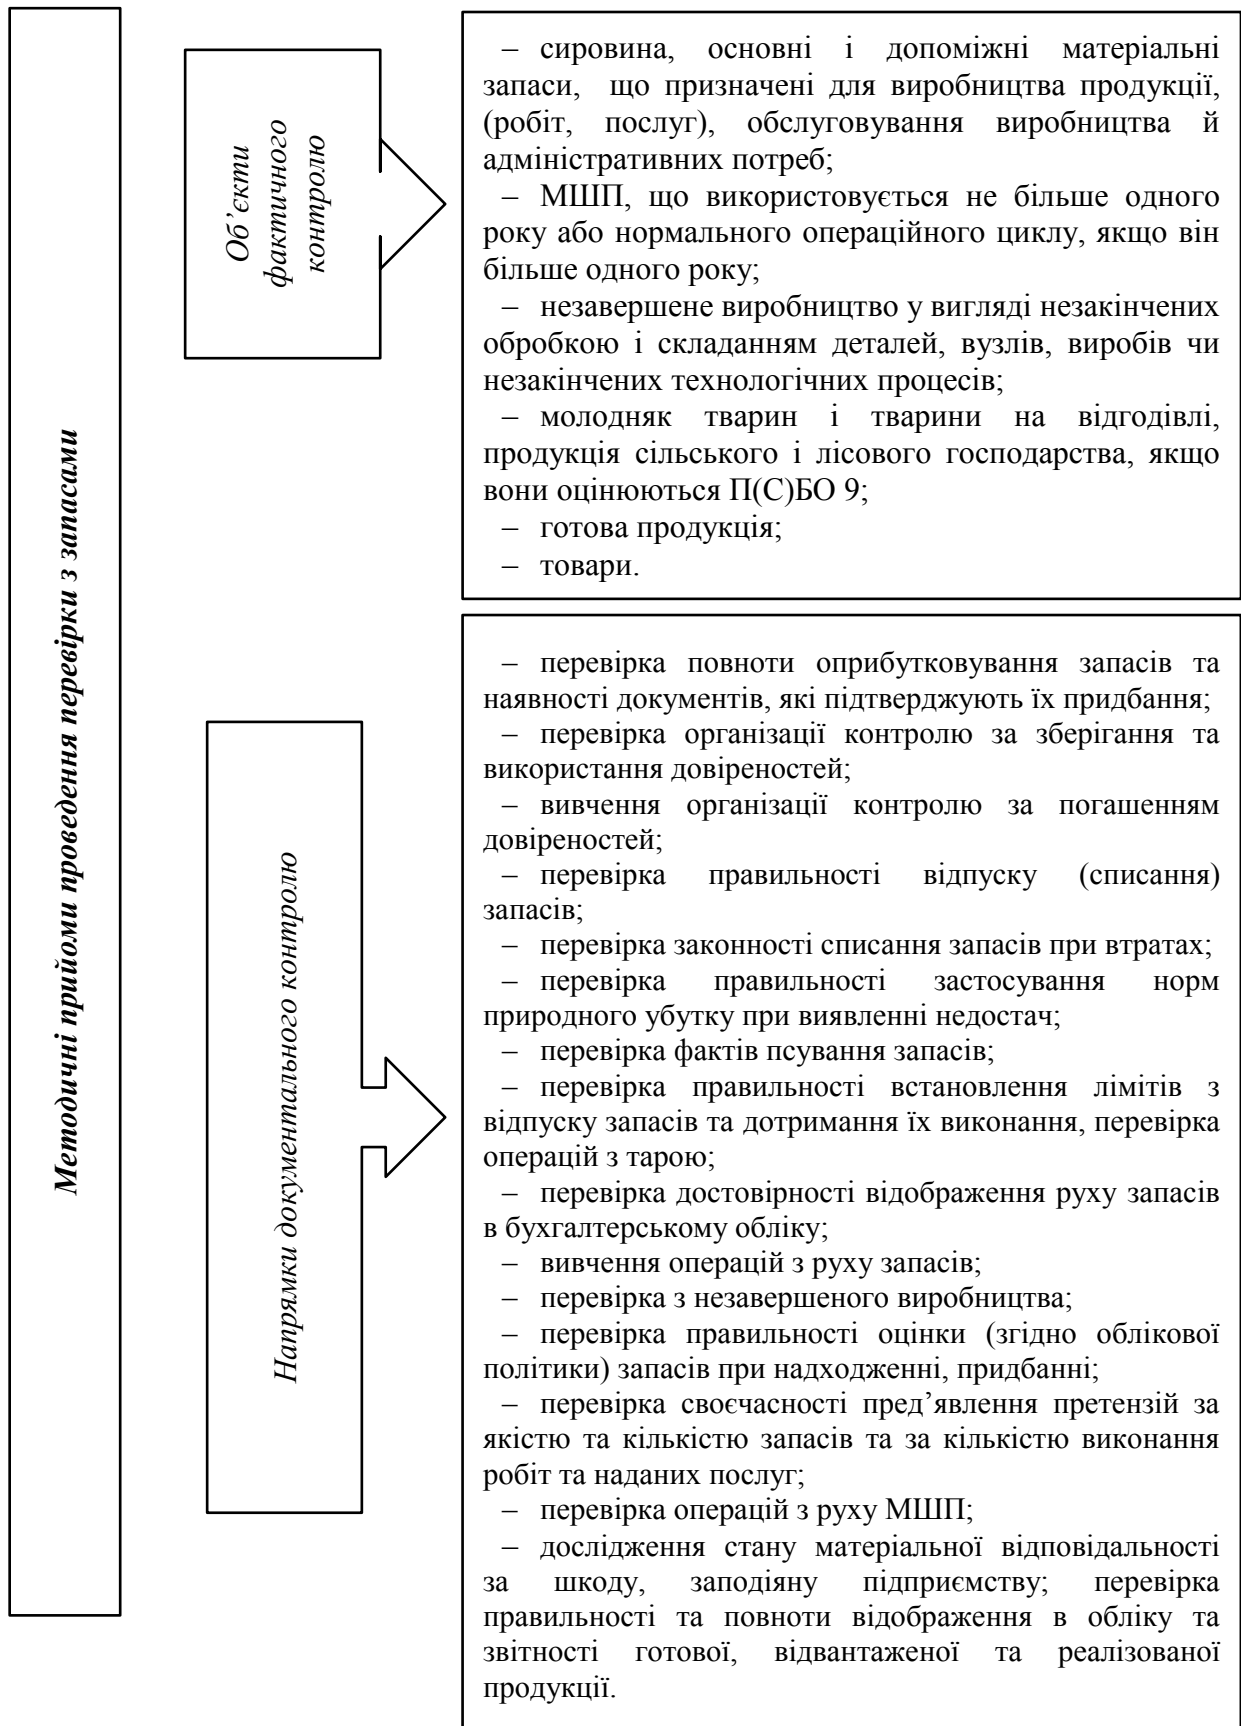 Методичні прийоми проведення перевірки з запасами
Об’єкти
фактичного
контролю
– сировина, основні і допоміжні матеріальні
запаси, що призначені для виробництва продукції,
(робіт, послуг), обслуговування виробництва й
адміністративних потреб;
– МШП, що використовується не більше одного
року або нормального операційного циклу, якщо він
більше одного року;
– незавершене виробництво у вигляді незакінчених
обробкою і складанням деталей, вузлів, виробів чи
незакінчених технологічних процесів;
– молодняк тварин і тварини на відгодівлі,
продукція сільського і лісового господарства, якщо
вони оцінюються П(С)БО 9;
– готова продукція;
– товари.
Напрямки документального контролю
– перевірка повноти оприбутковування запасів та
наявності документів, які підтверджують їх придбання;
– перевірка організації контролю за зберігання та
використання довіреностей;
– вивчення організації контролю за погашенням
довіреностей;
– перевірка правильності відпуску (списання)
запасів;
– перевірка законності списання запасів при втратах;
– перевірка правильності застосування норм
природного убутку при виявленні недостач;
– перевірка фактів псування запасів;
– перевірка правильності встановлення лімітів з
відпуску запасів та дотримання їх виконання, перевірка
операцій з тарою;
– перевірка достовірності відображення руху запасів
в бухгалтерському обліку;
– вивчення операцій з руху запасів;
– перевірка з незавершеного виробництва;
– перевірка правильності оцінки (згідно облікової
політики) запасів при надходженні, придбанні;
– перевірка своєчасності пред’явлення претензій за
якістю та кількістю запасів та за кількістю виконання
робіт та наданих послуг;
– перевірка операцій з руху МШП;
– дослідження стану матеріальної відповідальності
за шкоду, заподіяну підприємству; перевірка
правильності та повноти відображення в обліку та
звітності готової, відвантаженої та реалізованої
продукції.